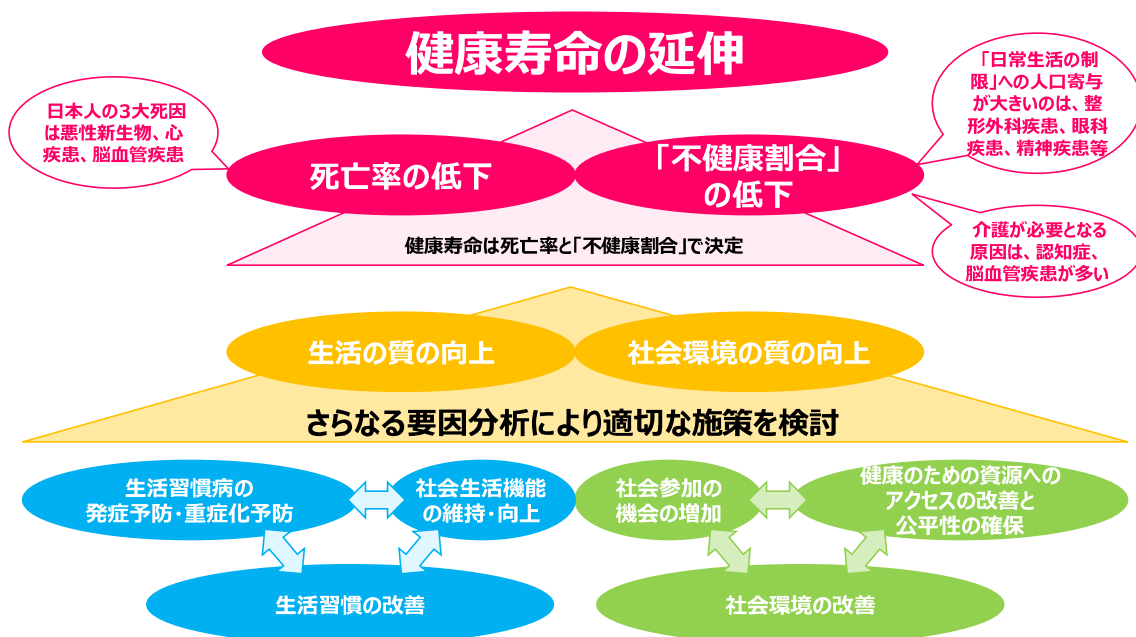 健康寿命の延伸
日本人の3大死因
は悪性新生物、心
疾患、脳血管疾患
「日常生活の制
限」への人口寄与
が大きいのは、整
形外科疾患、眼科
疾患、精神疾患等
死亡率の低下
「不健康割合」
の低下
健康寿命は死亡率と「不健康割合」で決定
介護が必要となる
原因は、認知症、
脳血管疾患が多い
生活の質の向上
社会環境の質の向上
さらなる要因分析により適切な施策を検討
生活習慣病の
発症予防・重症化予防
社会生活機能
の維持・向上
社会参加の
機会の増加
健康のための資源への
アクセスの改善と
公平性の確保
生活習慣の改善
社会環境の改善